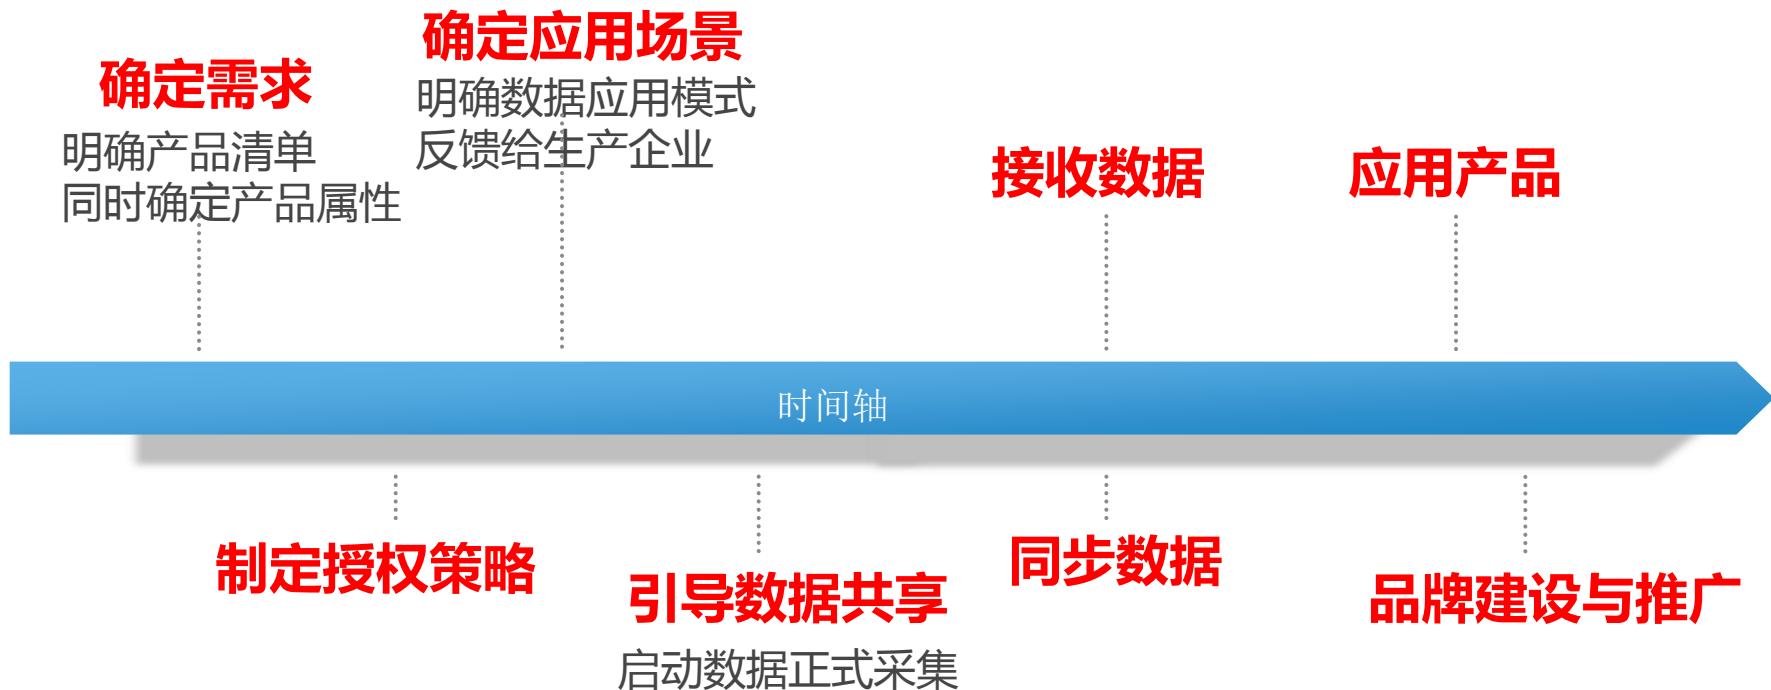 确定应用场景
明确数据应用模式
反馈给生产企业
确定需求
明确产品清单
同时确定产品属性
接收数据
应用产品
时间轴
制定授权策略
引导数据共享
启动数据正式采集
同步数据
品牌建设与推广